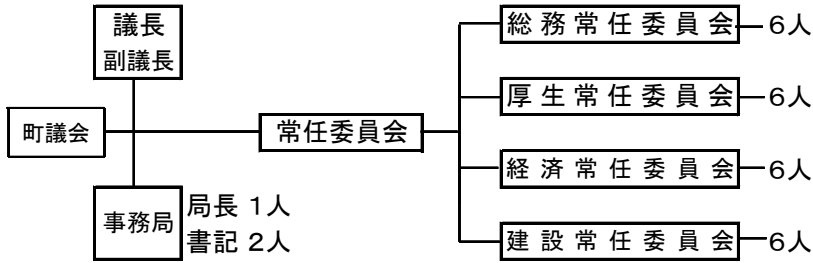 議長
副議長
町議会
事務局
局長 1人
書記 2人
常任委員会
総務常任委員会 6人
厚生常任委員会 6人
経済常任委員会 6人
建設常任委員会 6人